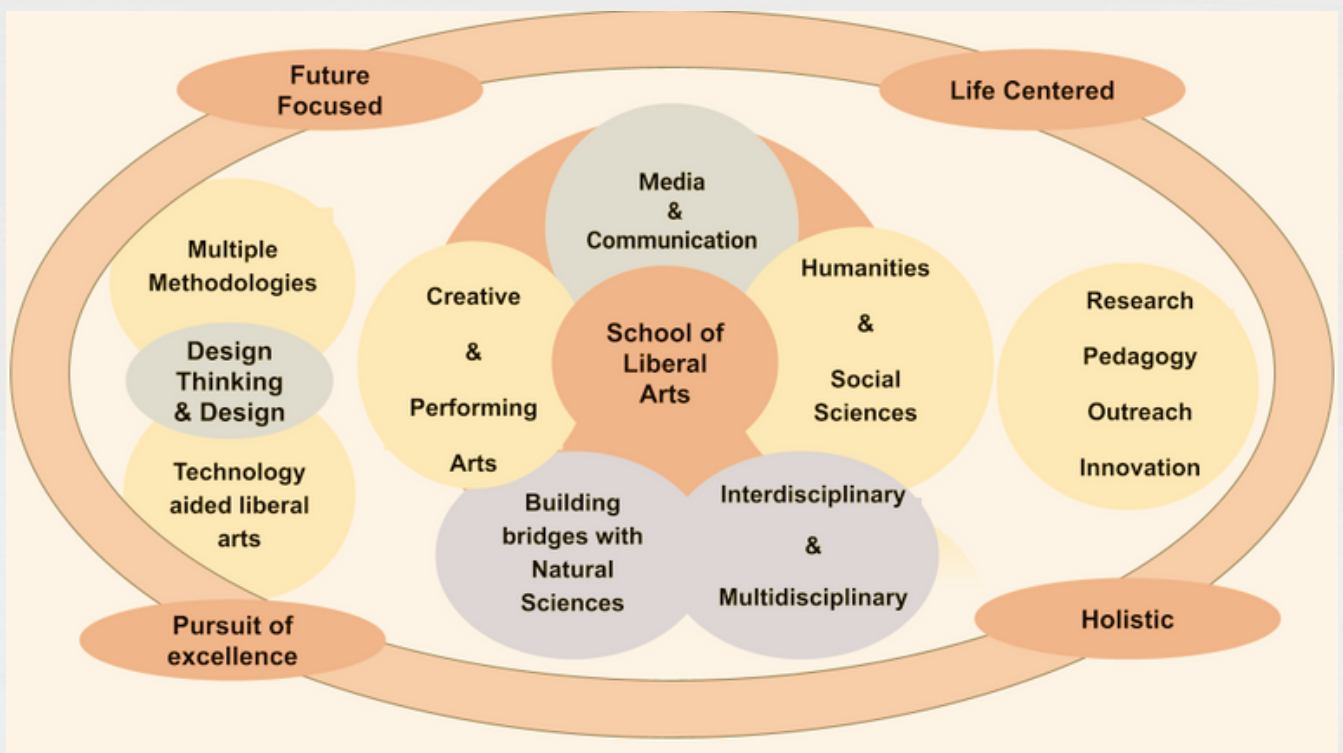 Future
Focused
Life Centered
Media
&
Communication
Multiple
Methodologies
Design
Thinking
& Design
Technology
aided liberal
arts
Creative
&
Performing
Arts
School of
Liberal
Arts
Humanities
&
Social
Sciences
Research
Pedagogy
Outreach
Innovation
Building
bridges with
Natural
Sciences
Interdisciplinary
&
Multidisciplinary
Pursuit of
excellence
Holistic